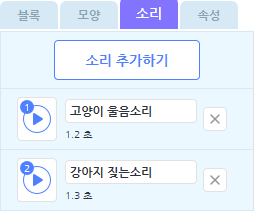 블록 모양 소리 속성
소리 추가하기
1 고양이 울음소리
1.2 초
2 강아지 짖는소리
1.3 초